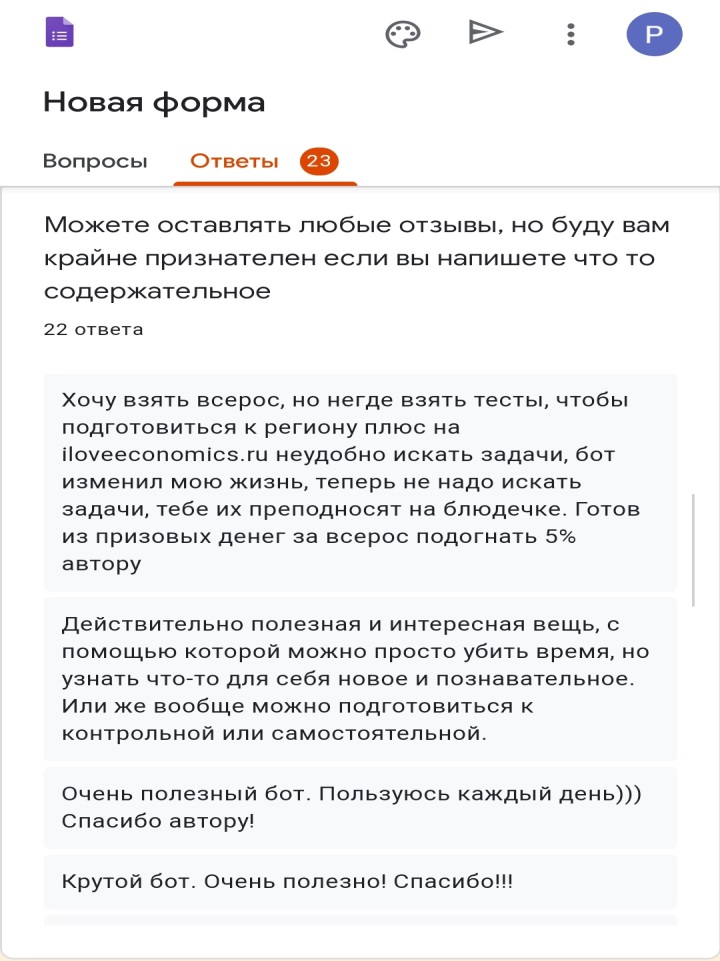 P
Новая форма
Вопросы Ответы 23
Можете оставлять любые отзывы, но буду вам
крайне признателен если вы напишете что то
содержательное
22 ответа
Хочу взять всерос, но негде взять тесты, чтобы
подготовиться к региону плюс на
iloveeconomics.ru неудобно искать задачи, бот
изменил мою жизнь, теперь не надо искать
задачи, тебе их преподносят на блюдечке. Готов
из призовых денег за всерос подогнать 5%
автору
Действительно полезная и интересная вещь, с
помощью которой можно просто убить время, но
узнать что-то для себя новое и познавательное.
Или же вообще можно подготовиться к
контрольной или самостоятельной.
Очень полезный бот. Пользуюсь каждый день)))
Спасибо автору!
Крутой бот. Очень полезно! Спасибо!!!